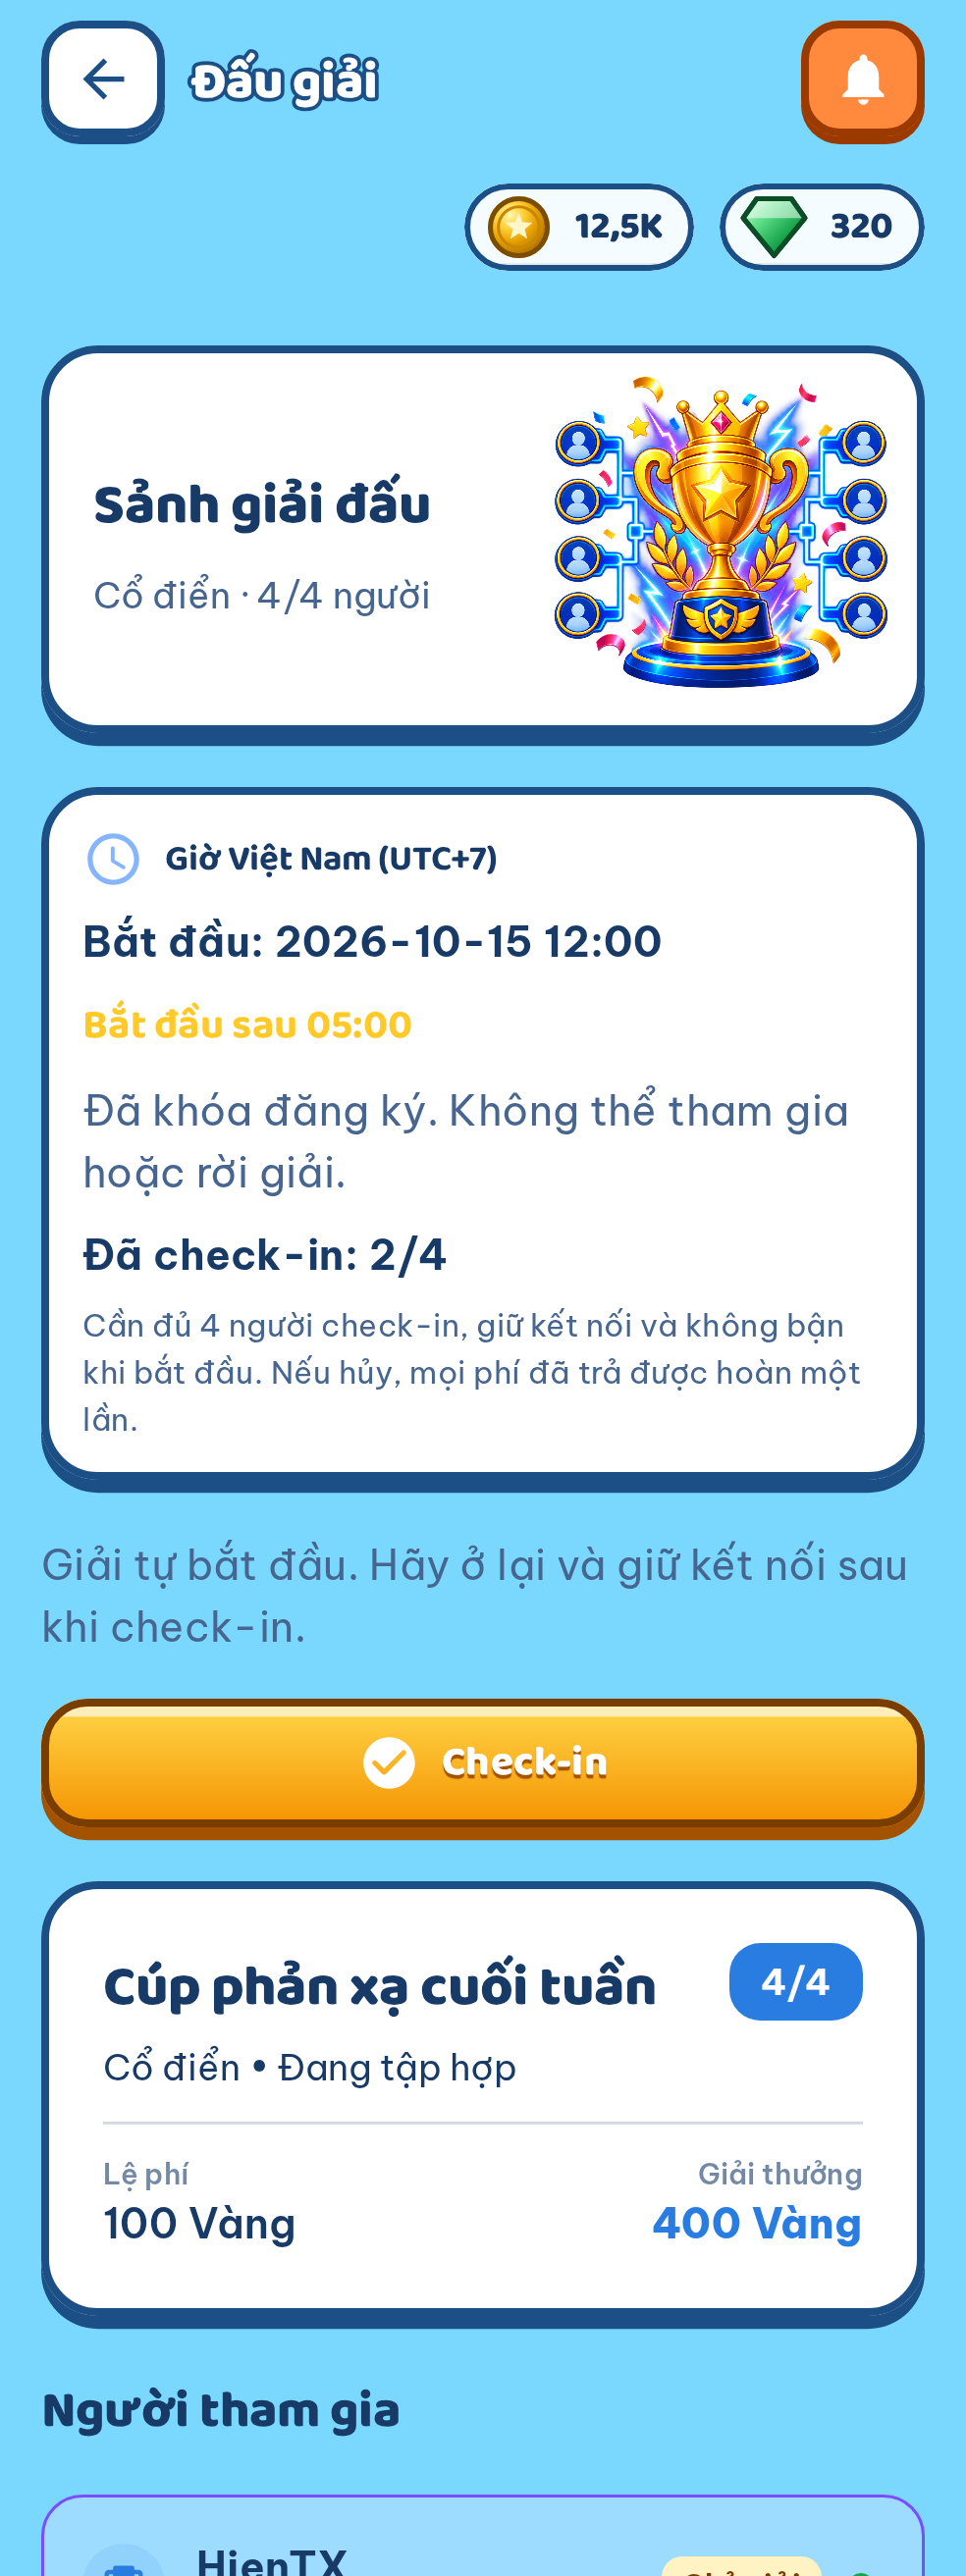 Đấu giải
12,5K
320
Sảnh giải đấu
Cổ điển · 4/4 người
Giờ Việt Nam (UTC+7)
Bắt đầu: 2026-10-15 12:00
Bắt đầu sau 05:00
Đã khóa đăng ký. Không thể tham gia
hoặc rời giải.
Đã check-in: 2/4
Cần đủ 4 người check-in, giữ kết nối và không bận
khi bắt đầu. Nếu hủy, mọi phí đã trả được hoàn một
lần.
Giải tự bắt đầu. Hãy ở lại và giữ kết nối sau
khi check-in.
Check-in
Cúp phản xạ cuối tuần
4/4
Cổ điển • Đang tập hợp
Lệ phí
Giải thưởng
100 Vàng
400 Vàng
Người tham gia
HienTX